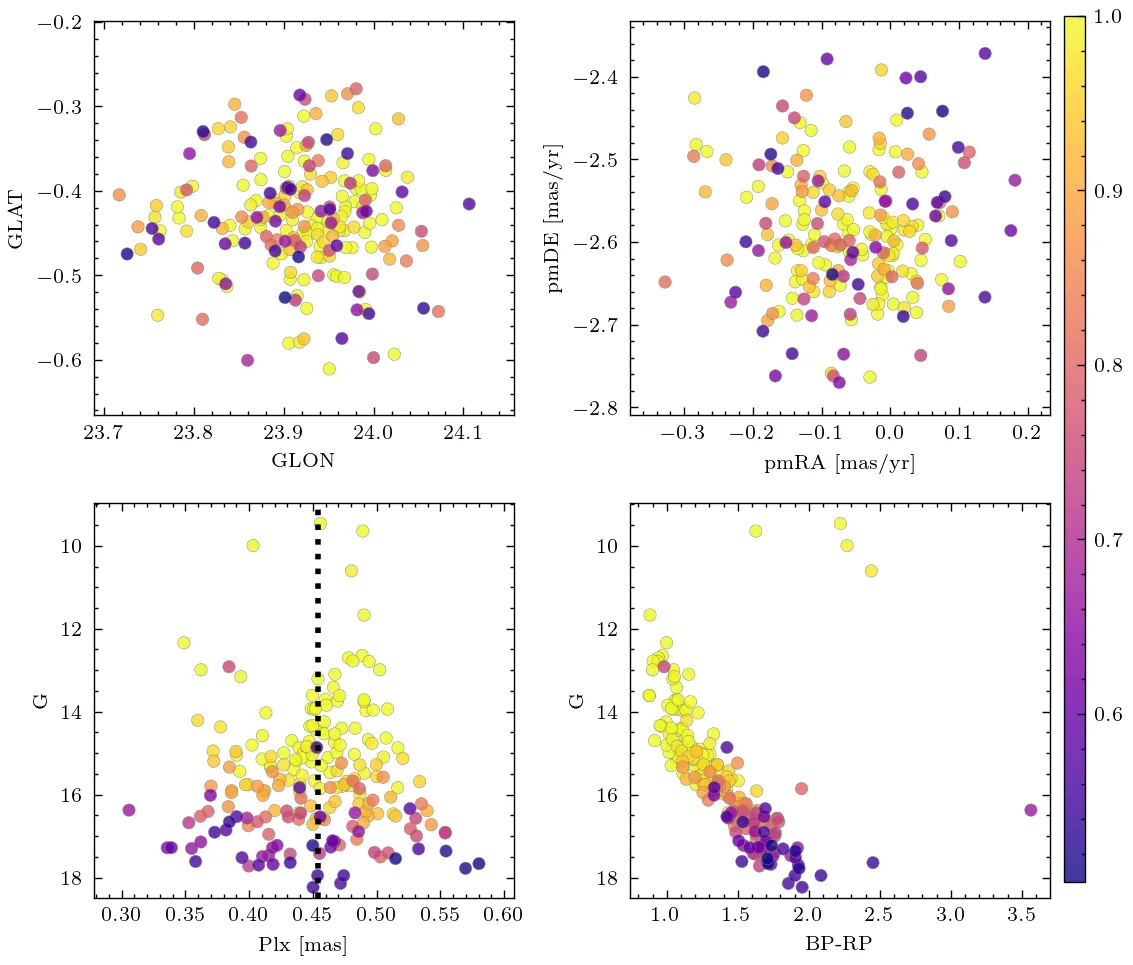 −0.2
−0.3
−0.4
−0.5
−0.6
GLAT
23.7 23.8 23.9 24.0 24.1
GLON
−2.4
−2.5
−2.6
−2.7
−2.8
pmDE [mas/yr]
−0.3 −0.2 −0.1 0.0 0.1 0.2
pmRA [mas/yr]
1.0
0.9
0.8
0.7
0.6
10
12
14
16
18
G
0.30 0.35 0.40 0.45 0.50 0.55 0.60
Plx [mas]
10
12
14
16
18
G
1.0 1.5 2.0 2.5 3.0 3.5
BP-RP